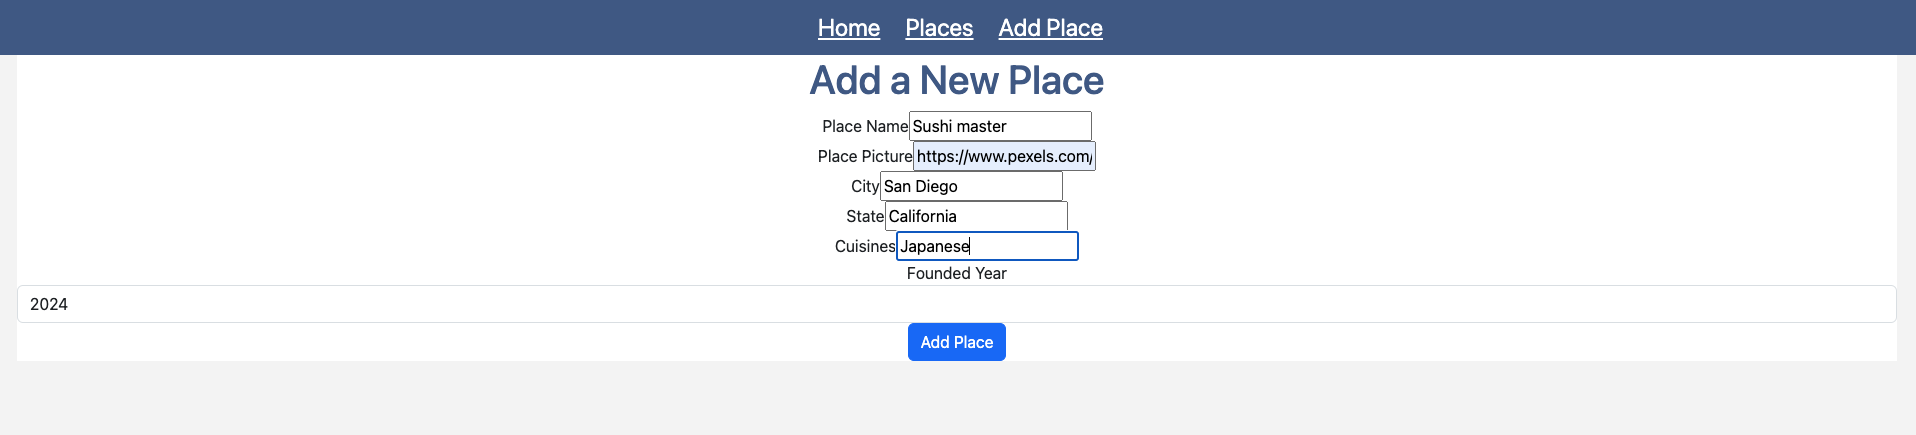 Home Places Add Place
Add a New Place
Place Name Sushi master
Place Picture https://www.pexels.com/
City San Diego
State California
Cuisines Japanese
Founded Year
2024
Add Place